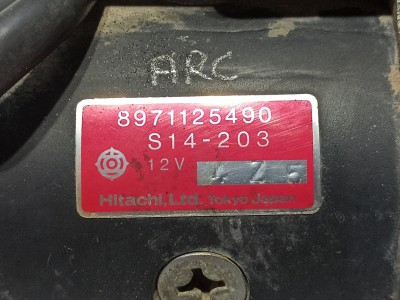 ARC
8971125490
S14-203
12V
Hitachi, Ltd. Tokyo Japan